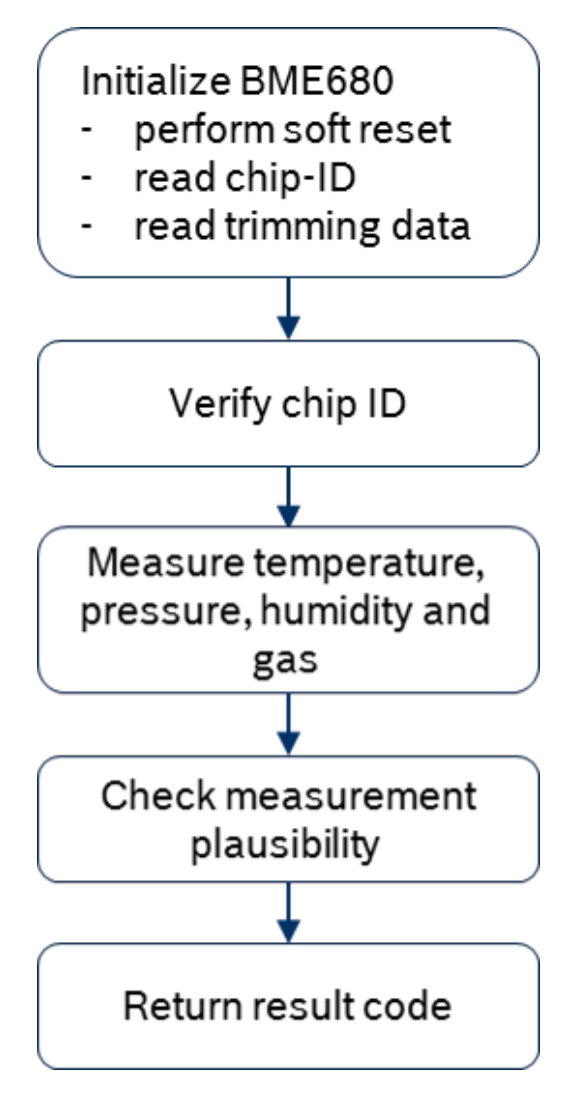 Initialize BME680
- perform soft reset
- read chip-ID
- read trimming data
Verify chip ID
Measure temperature,
pressure, humidity and
gas
Check measurement
plausibility
Return result code